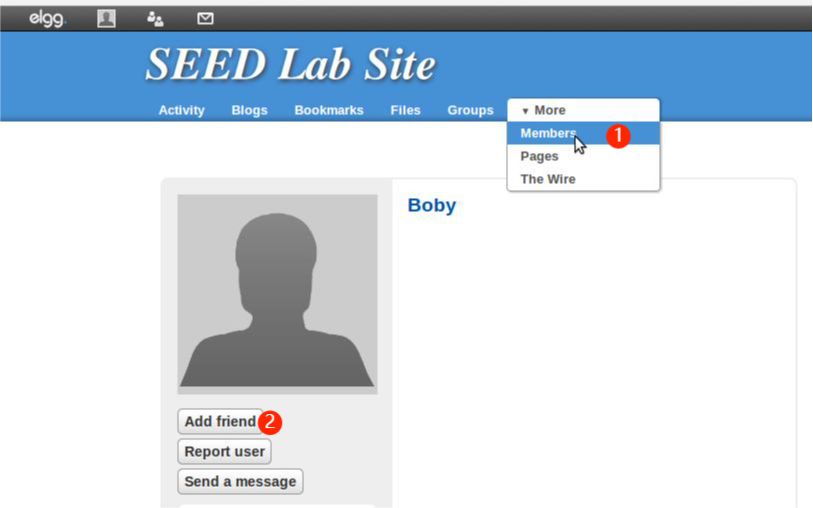 elgg.
SEED Lab Site
Activity Blogs Bookmarks Files Groups ▼ More
Members 1
Pages
The Wire
Boby
Add friend 2
Report user
Send a message